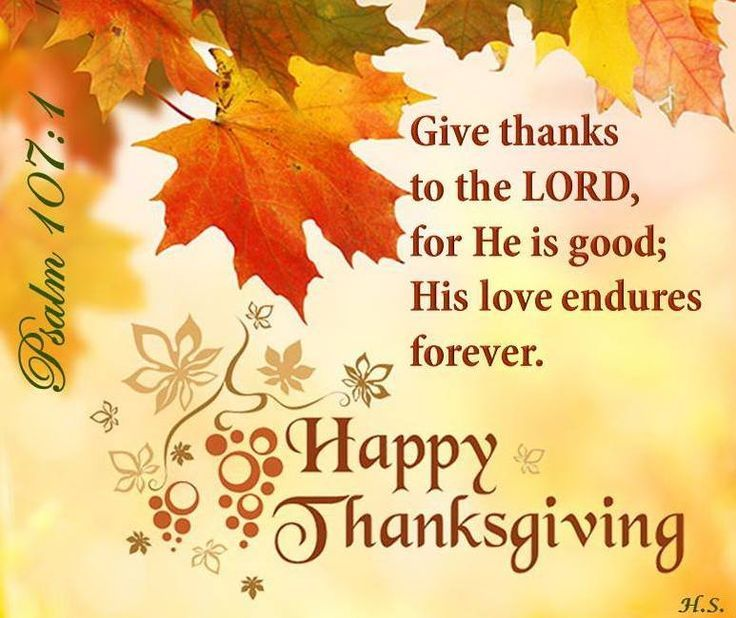 Psalm 107:1
Give thanks
to the LORD,
for He is good;
His love endures
forever.
Happy
Thanksgiving
H.S.